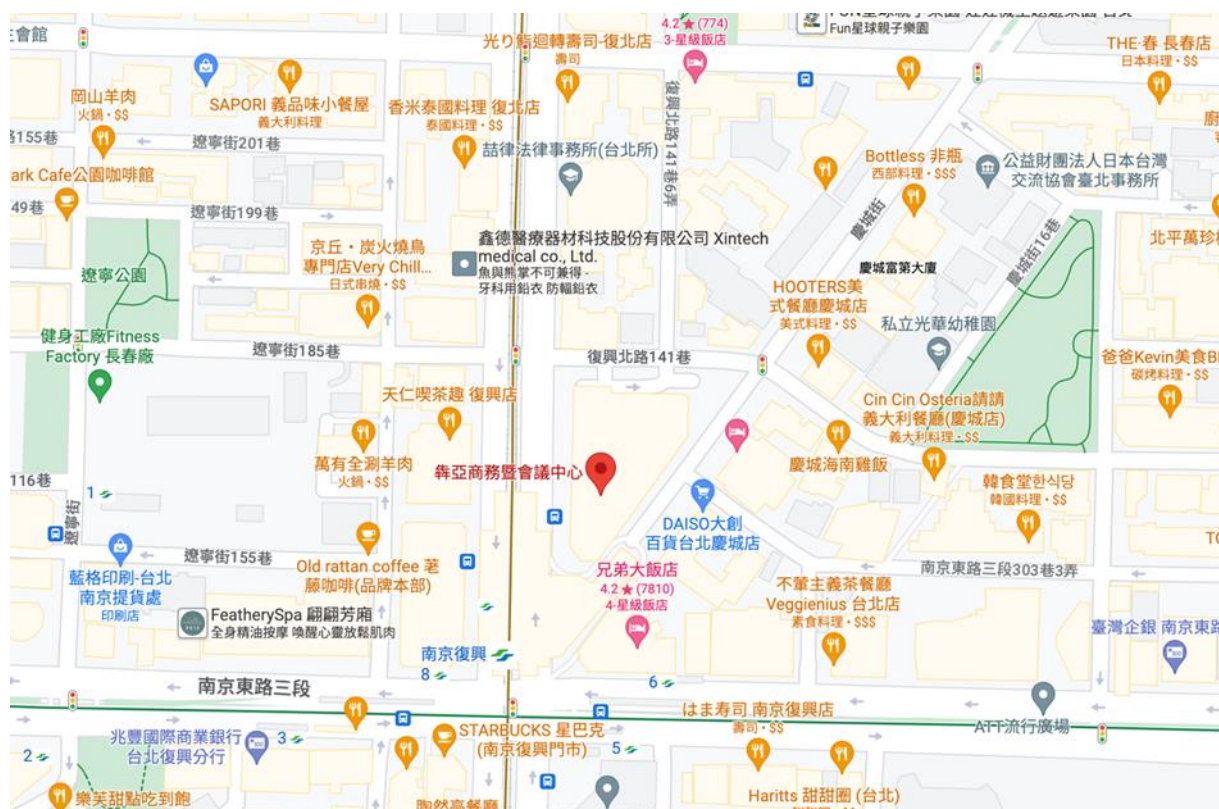 會館
4.2★(774)
3-星級飯店
Fun星球親子樂園
光り鮨迴轉壽司-復北店
壽司
THE·春 長春店
日本料理·$$
岡山羊肉
火鍋·$$
SAPORI 義品味小餐屋
義大利料理
香米泰國料理 復北店
泰國料理·$$
復興北路141巷6弄
155巷
遼寧街201巷
喆律法律事務所(台北所)
Bottless 非瓶
西部料理·$$$
公益財團法人日本台灣
交流協會臺北事務所
ark Cafe公園咖啡館
49巷
遼寧街199巷
慶城街
慶城街16巷
北平萬珍
京丘·炭火燒鳥
專門店Very Chill...
日式串燒·$$
鑫德醫療器材科技股份有限公司 Xintech
medical co., Ltd.
魚與熊掌不可兼得 -
牙科用鉛衣 防輻鉛衣
遼寧公園
慶城富第大廈
HOOTERS美
式餐廳慶城店
美式料理·$$
私立光華幼稚園
健身工廠Fitness
Factory 長春廠
遼寧街185巷
復興北路141巷
爸爸Kevin美食B
碳烤料理·$$
天仁喫茶趣 復興店
Cin Cin Osteria請請
義大利餐廳(慶城店)
義大利料理·$$
萬有全涮羊肉
火鍋·$$
犇亞商務暨會議中心
慶城海南雞飯
116巷
1
韓食堂한식당
韓國料理·$$
遼寧街
DAISO大創
百貨台北慶城店
遼寧街155巷
藍格印刷-台北
南京提貨處
印刷店
Old rattan coffee 荖
藤咖啡(品牌本部)
兄弟大飯店
4.2★(7810)
4-星級飯店
南京東路三段303巷3弄
不葷主義茶餐廳
Veggienius 台北店
素食料理·$$$
FeatherySpa 翩翩芳廂
全身精油按摩 喚醒心靈放鬆肌肉
臺灣企銀 南京東路
南京復興
8
6
南京東路三段
はま寿司 南京復興店
壽司·$$
ATT流行廣場
STARBUCKS 星巴克
(南京復興門市)
兆豐國際商業銀行
台北復興分行
2
3
5
樂芙甜點吃到飽
陶然亭餐廳
Haritts 甜甜圈 (台北)